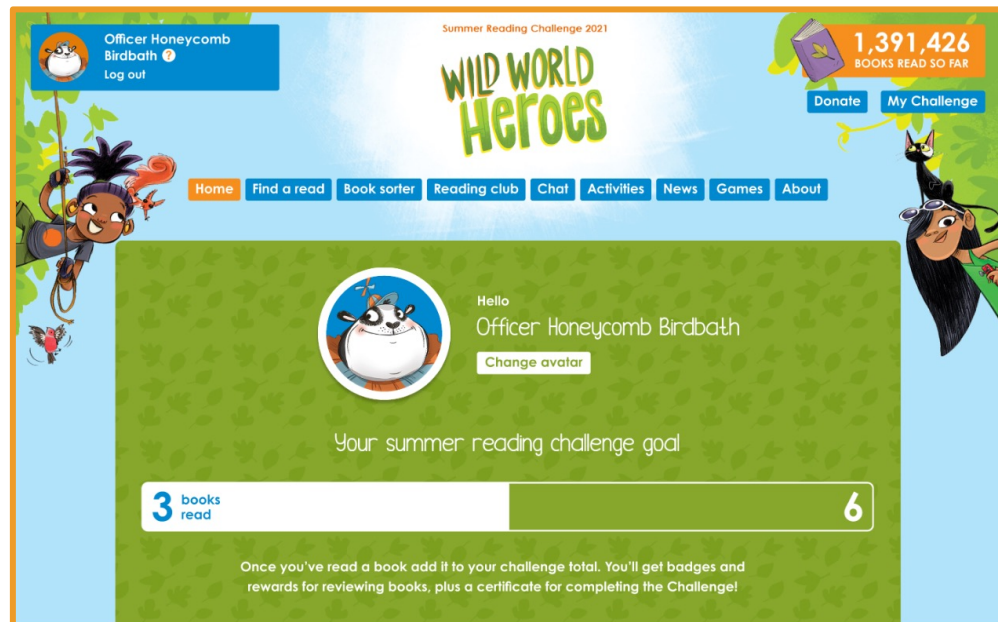 Officer Honeycomb
Birdbath ?
Log out
Summer Reading Challenge 2021
WILD WORLD
HeroeS
1,391,426
BOOKS READ SO FAR
Donate
My Challenge
Home
Find a read
Book sorter
Reading club
Chat
Activities
News
Games
About
Hello
Officer Honeycomb Birdbath
Change avatar
Your summer reading challenge goal
3 books
read
6
Once you've read a book add it to your challenge total. You'll get badges and
rewards for reviewing books, plus a certificate for completing the Challenge!